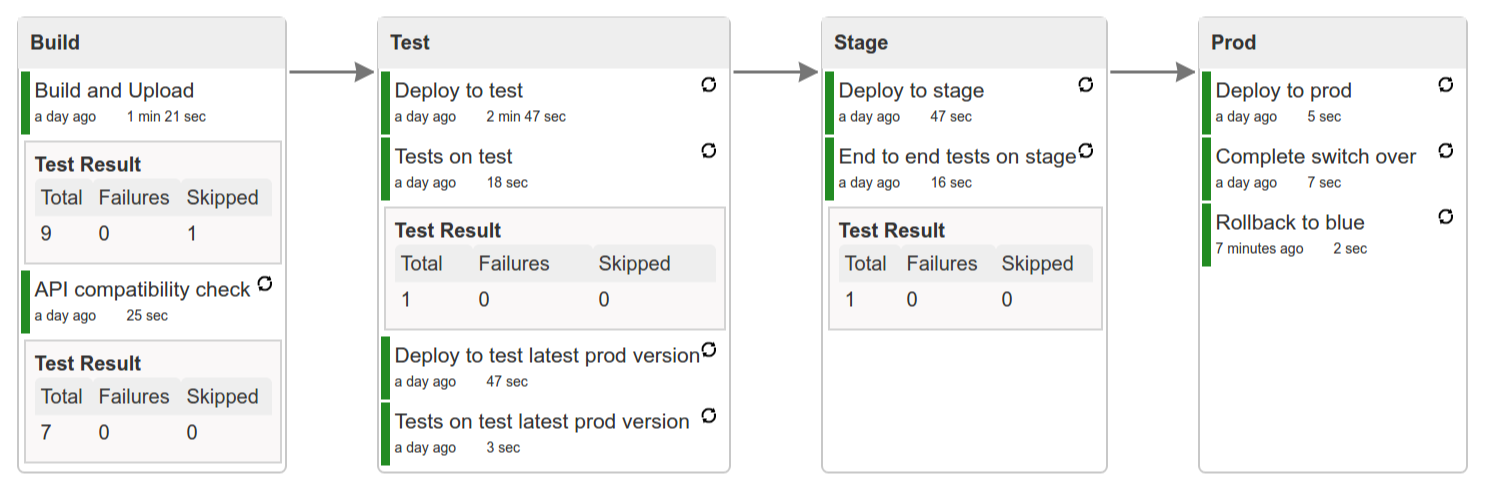 Build
Build and Upload
a day ago 1 min 21 sec
Test Result
Total Failures Skipped
9 0 1
API compatibility check
a day ago 25 sec
Test Result
Total Failures Skipped
7 0 0
Test
Deploy to test
a day ago 2 min 47 sec
Tests on test
a day ago 18 sec
Test Result
Total Failures Skipped
1 0 0
Deploy to test latest prod version
a day ago 47 sec
Tests on test latest prod version
a day ago 3 sec
Stage
Deploy to stage
a day ago 47 sec
End to end tests on stage
a day ago 16 sec
Test Result
Total Failures Skipped
1 0 0
Prod
Deploy to prod
a day ago 5 sec
Complete switch over
a day ago 7 sec
Rollback to blue
7 minutes ago 2 sec